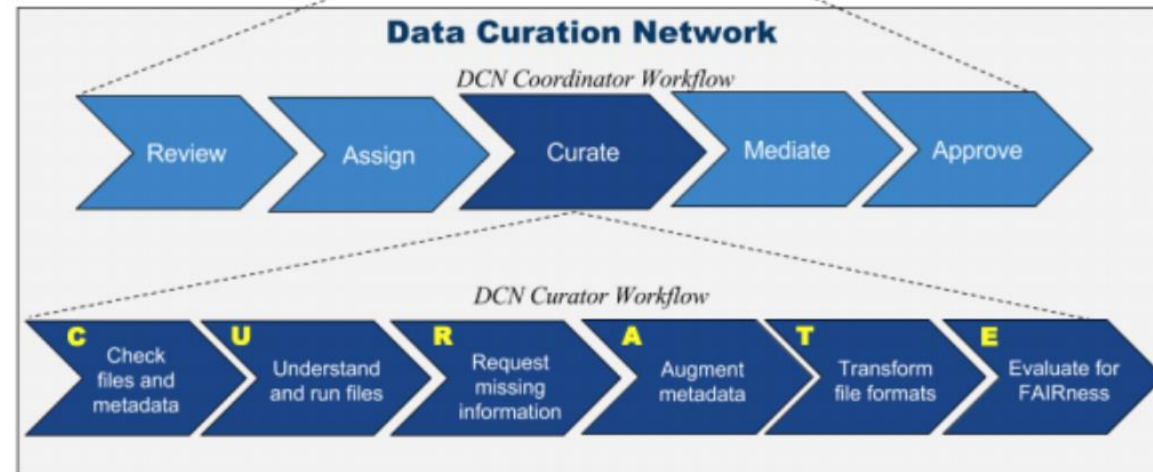 Data Curation Network
DCN Coordinator Workflow
Review
Assign
Curate
Mediate
Approve
DCN Curator Workflow
C
Check
files and
metadata
U
Understand
and run files
R
Request
missing
information
A
Augment
metadata
T
Transform
file formats
E
Evaluate for
FAIRness